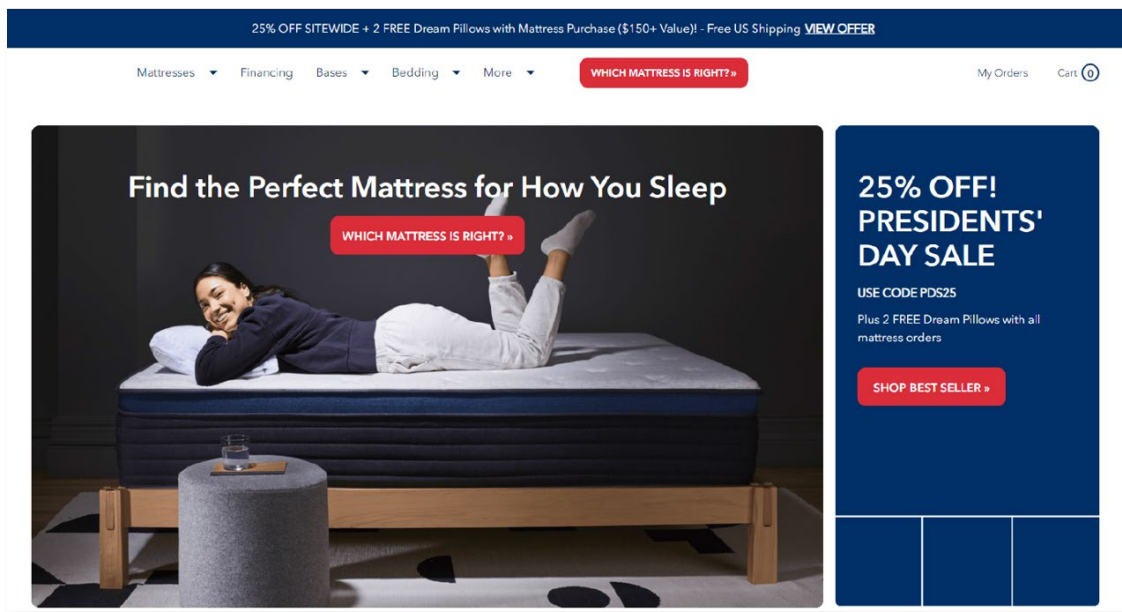 25% OFF SITEWIDE + 2 FREE Dream Pillows with Mattress Purchase ($150+ Value)! - Free US Shipping VIEW OFFER
Mattresses Financing Bases Bedding More WHICH MATTRESS IS RIGHT? » My Orders Cart 0
Find the Perfect Mattress for How You Sleep
WHICH MATTRESS IS RIGHT? »
25% OFF!
PRESIDENTS'
DAY SALE
USE CODE PDS25
Plus 2 FREE Dream Pillows with all
mattress orders
SHOP BEST SELLER »